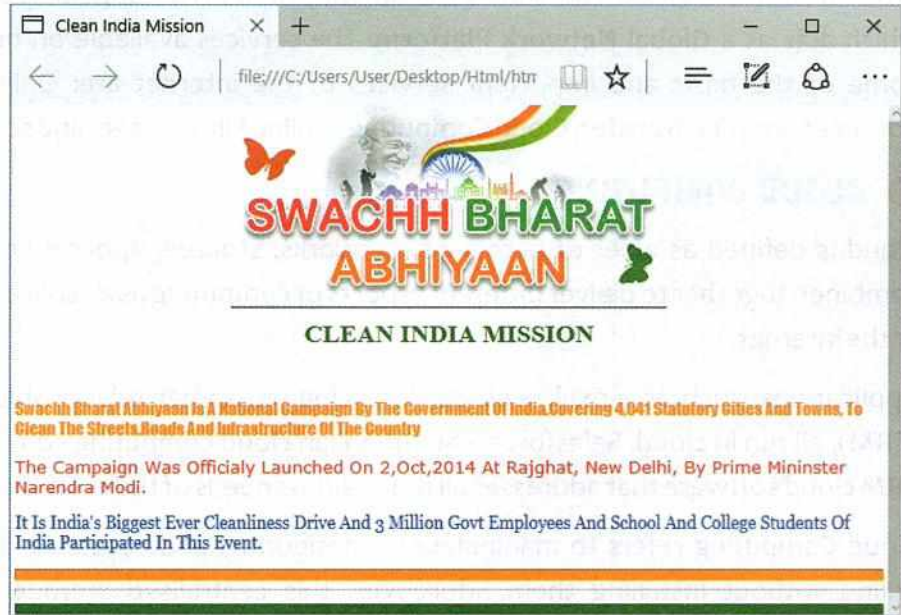 Clean India Mission
file:///C:/Users/User/Desktop/Html/htm
SWACHH BHARAT
ABHIYAAN
CLEAN INDIA MISSION
Swachh Bharat Abhiyaan Is A National Campaign By The Government Of India,Covering 4,041 Statutory Cities And Towns, To
Clean The Streets,Roads And Infrastructure Of The Country
The Campaign Was Officialy Launched On 2,Oct,2014 At Rajghat, New Delhi, By Prime Mininster
Narendra Modi.
It Is India's Biggest Ever Cleanliness Drive And 3 Million Govt Employees And School And College Students Of
India Participated In This Event.